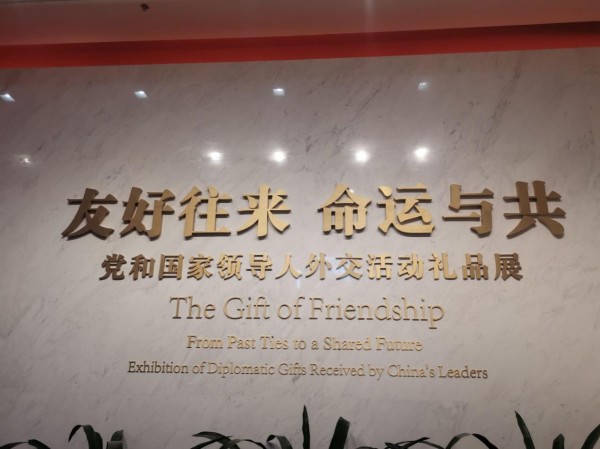 友好往来 命运与共
党和国家领导人外交活动礼品展
The Gift of Friendship
From Past Ties to a Shared Future
Exhibition of Diplomatic Gifts Received by China's Leaders